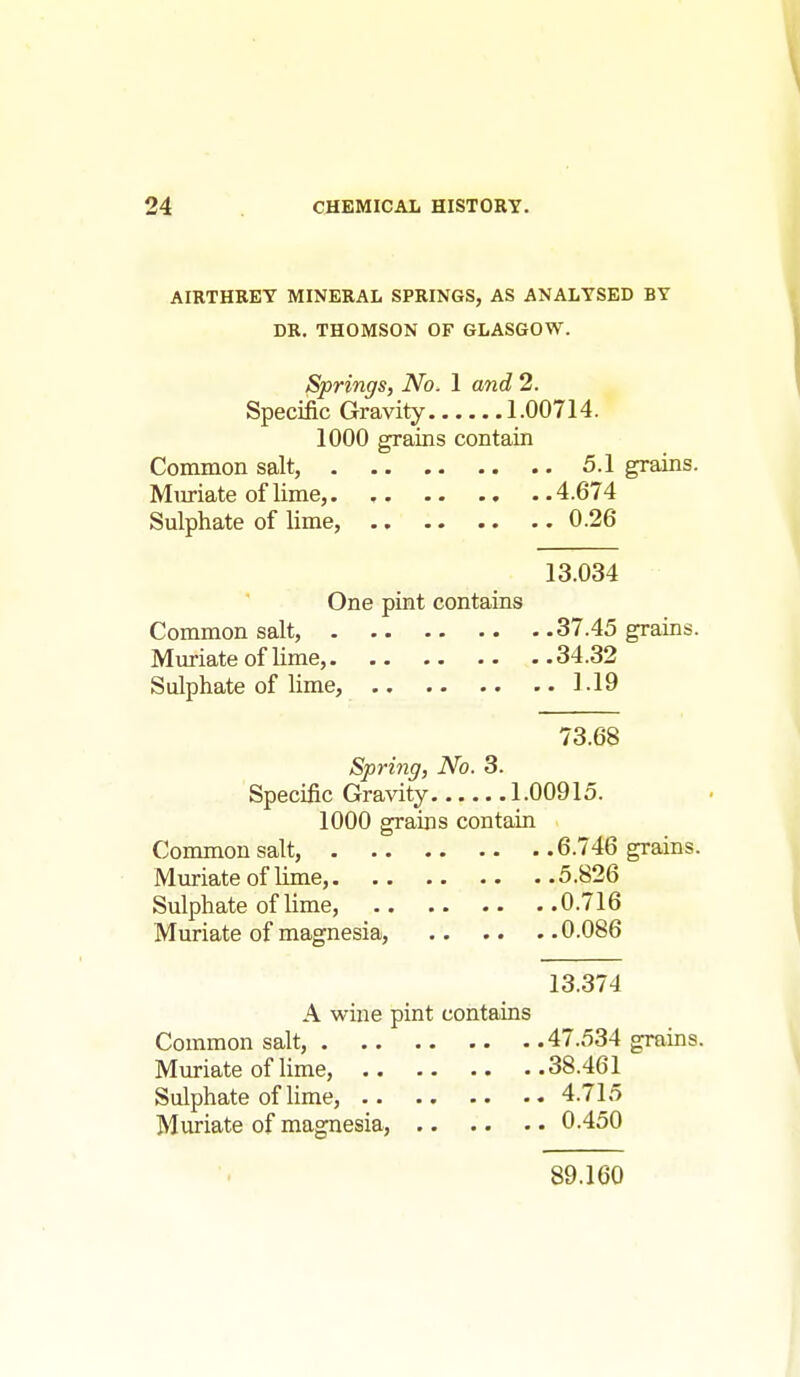 24 CHEMICAL HISTORY.
AIRTHREY MINERAL SPRINGS, AS ANALYSED BY
DR. THOMSON OF GLASGOW.
Springs, No. 1 and 2.
Specific Gravity......1.00714.
1000 grains contain
Common salt, . .. .. .. .. .. 5.1 grains.
Muriate of lime,. .. .. .. .. ..4.674
Sulphate of lime, .. .. .. .. .. 0.26
13.034
One pint contains
Common salt, . .. .. .. .. ..37.45 grains.
Muriate of lime,. .. .. .. .. ..34.32
Sulphate of lime, .. .. .. .. .. 1.19
73.68
Spring, No. 3.
Specific Gravity......1.00915.
1000 grains contain
Common salt, . .. .. .. .. ..6.746 grains.
Muriate of lime,. .. .. .. .. ..5.826
Sulphate of lime, .. .. .. .. ..0.716
Muriate of magnesia, .. .. .. ..0.086
13.374
A wine pint contains
Common salt, . .. .. .. .. ..47.534 grains.
Muriate of lime, .. .. .. .. ..38.461
Sulphate of lime, .. .. .. .. .. 4.715
Muriate of magnesia, .. .. .. .. 0.450
89.160